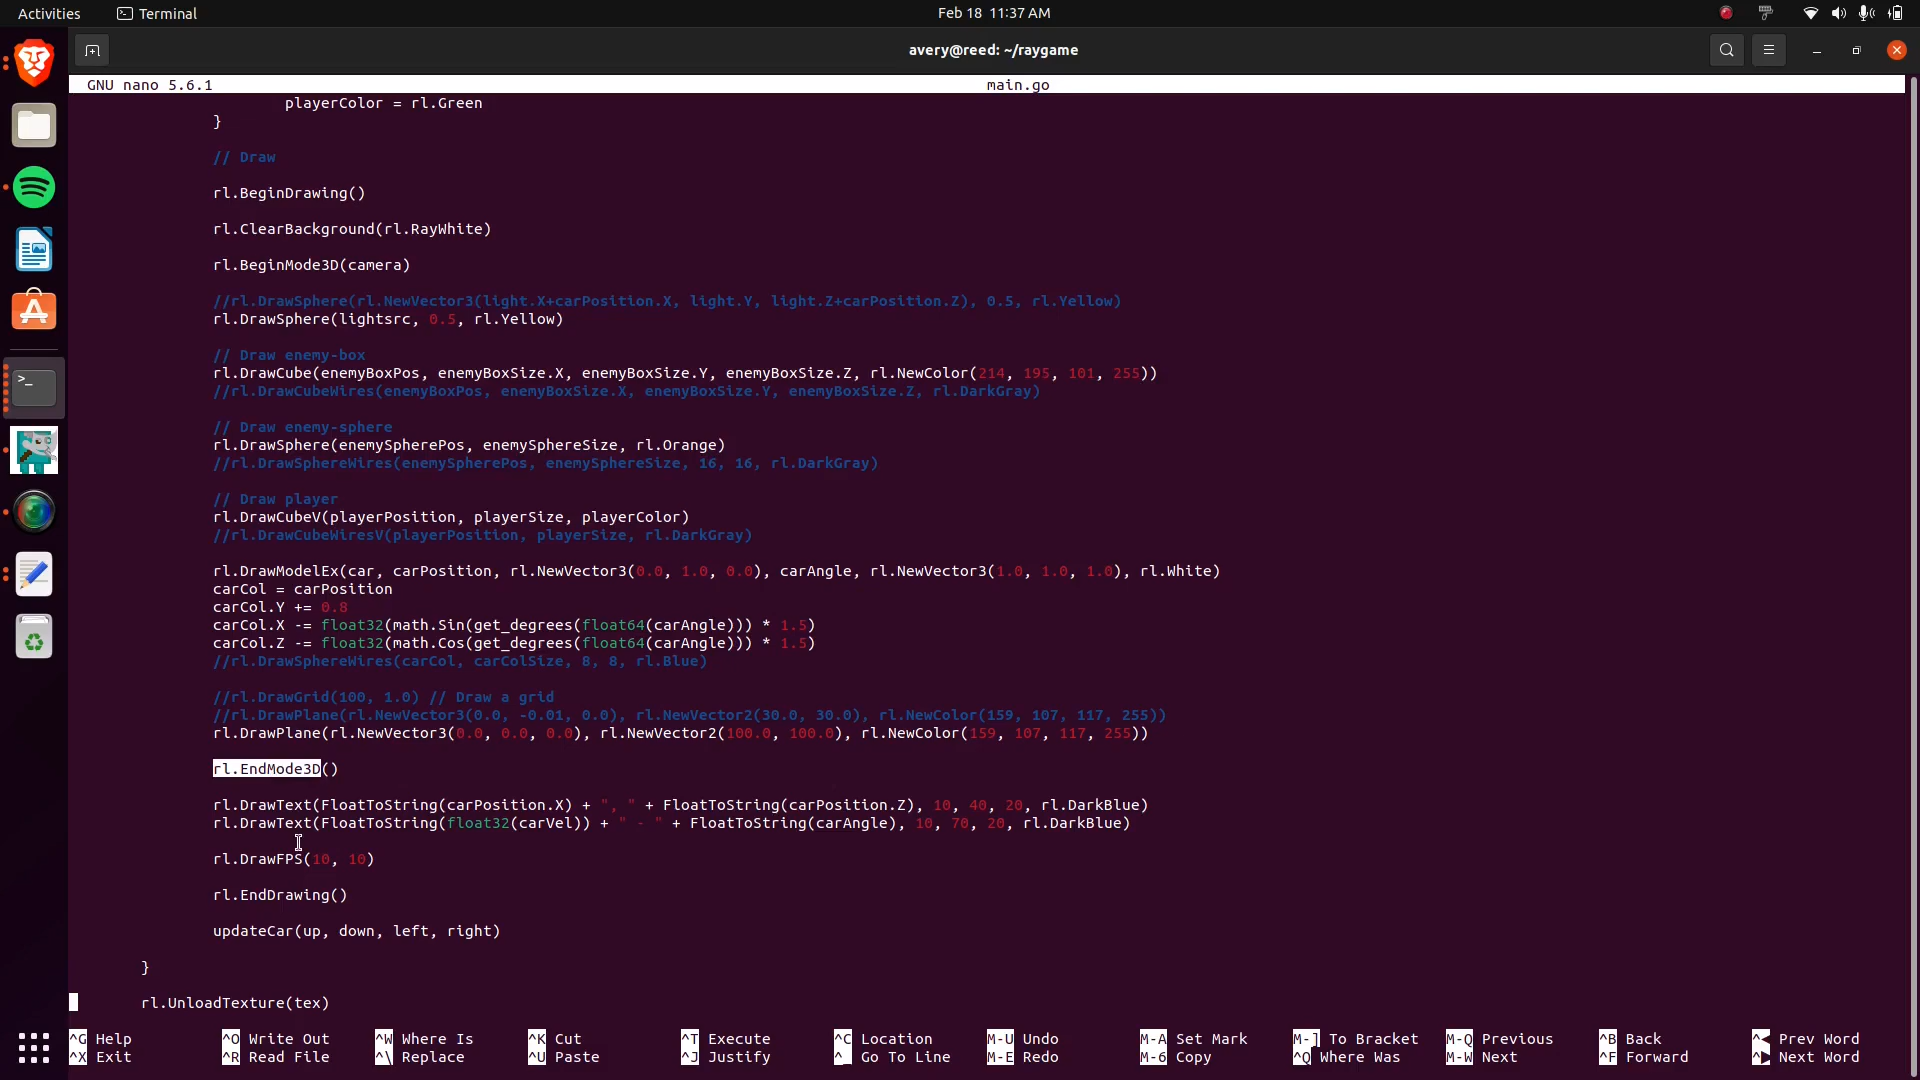 Activities
Terminal
Feb 18 11:37 AM
avery@reed: ~/raygame
GNU nano 5.6.1
main.go
playerColor = rl.Green
}
// Draw
rl.BeginDrawing()
rl.ClearBackground(rl.RayWhite)
rl.BeginMode3D(camera)
//rl.DrawSphere(rl.NewVector3(light.X+carPosition.X, light.Y, light.Z+carPosition.Z), 0.5, rl.Yellow)
rl.DrawSphere(lightsrc, 0.5, rl.Yellow)
// Draw enemy-box
rl.DrawCube(enemyBoxPos, enemyBoxSize.X, enemyBoxSize.Y, enemyBoxSize.Z, rl.NewColor(214, 195, 101, 255))
//rl.DrawCubeWires(enemyBoxPos, enemyBoxSize.X, enemyBoxSize.Y, enemyBoxSize.Z, rl.DarkGray)
// Draw enemy-sphere
rl.DrawSphere(enemySpherePos, enemySphereSize, rl.Orange)
//rl.DrawSphereWires(enemySpherePos, enemySphereSize, 16, 16, rl.DarkGray)
// Draw player
rl.DrawCubeV(playerPosition, playerSize, playerColor)
//rl.DrawCubeWiresV(playerPosition, playerSize, rl.DarkGray)
rl.DrawModelEx(car, carPosition, rl.NewVector3(0.0, 1.0, 0.0), carAngle, rl.NewVector3(1.0, 1.0, 1.0), rl.White)
carCol = carPosition
carCol.Y += 0.8
carCol.X -= float32(math.Sin(get_degrees(float64(carAngle))) * 1.5)
carCol.Z -= float32(math.Cos(get_degrees(float64(carAngle))) * 1.5)
//rl.DrawSphereWires(carCol, carColSize, 8, 8, rl.Blue)
//rl.DrawGrid(100, 1.0) // Draw a grid
//rl.DrawPlane(rl.NewVector3(0.0, -0.01, 0.0), rl.NewVector2(30.0, 30.0), rl.NewColor(159, 107, 117, 255))
rl.DrawPlane(rl.NewVector3(0.0, 0.0, 0.0), rl.NewVector2(100.0, 100.0), rl.NewColor(159, 107, 117, 255))
rl.EndMode3D()
rl.DrawText(FloatToString(carPosition.X) + ", " + FloatToString(carPosition.Z), 10, 40, 20, rl.DarkBlue)
rl.DrawText(FloatToString(float32(carVel)) + " - " + FloatToString(carAngle), 10, 70, 20, rl.DarkBlue)
rl.DrawFPS(10, 10)
rl.EndDrawing()
updateCar(up, down, left, right)
}
rl.UnloadTexture(tex)
^G Help ^O Write Out ^W Where Is ^K Cut ^T Execute ^C Location M-U Undo M-A Set Mark M-] To Bracket M-Q Previous ^B Back ^◀ Prev Word
^X Exit ^R Read File ^\ Replace ^U Paste ^J Justify ^ Go To Line M-E Redo M-6 Copy ^Q Where Was M-W Next ^F Forward ^▶ Next Word